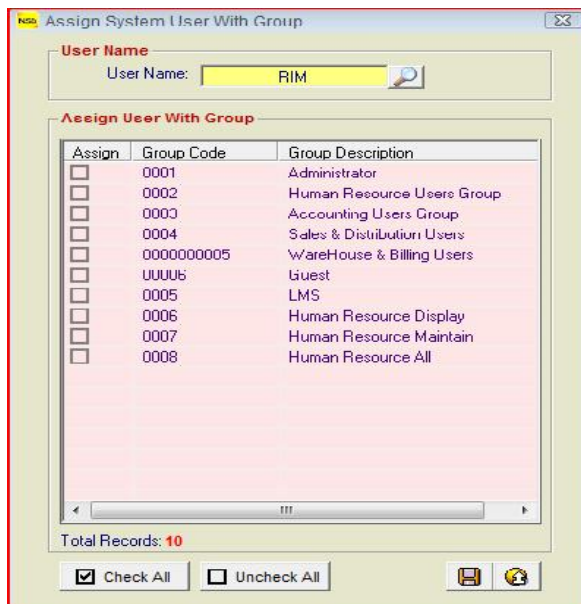 NSD Assign System User With Group
User Name
User Name: RIM
Assign User With Group
Assign Group Code Group Description
0001 Administrator
0002 Human Resource Users Group
0003 Accounting Users Group
0004 Sales & Distribution Users
0000000005 WareHouse & Billing Users
00006 Guest
0005 LMS
0006 Human Resource Display
0007 Human Resource Maintain
0008 Human Resource All
Total Records: 10
Check All Uncheck All